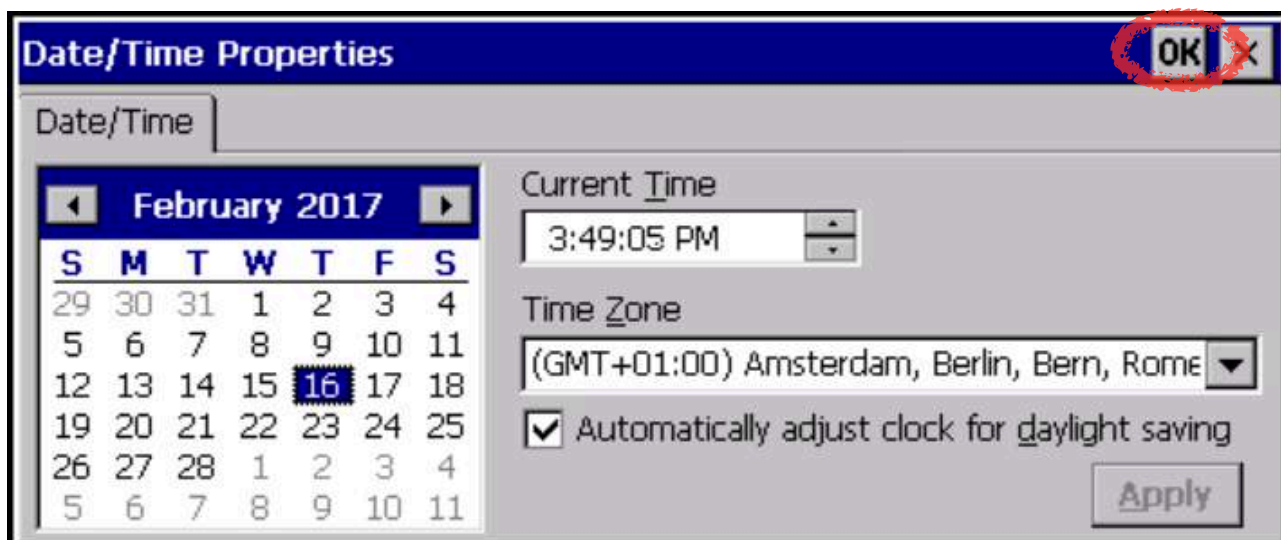 Date/Time Properties OK ×
Date/Time
February 2017
S M T W T F S
29 30 31 1 2 3 4
5 6 7 8 9 10 11
12 13 14 15 16 17 18
19 20 21 22 23 24 25
26 27 28 1 2 3 4
5 6 7 8 9 10 11
Current Time
3:49:05 PM
Time Zone
(GMT+01:00) Amsterdam, Berlin, Bern, Rome
Automatically adjust clock for daylight saving
Apply